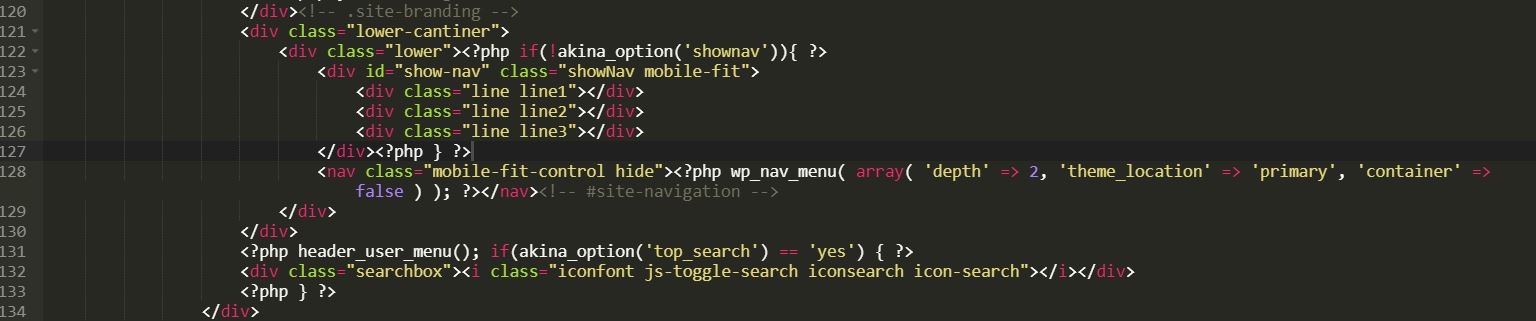 120 </div><!-- .site-branding -->
121 <div class="lower-cantiner">
122 <div class="lower"><?php if(!akina_option('shownav')){ ?>
123 <div id="show-nav" class="showNav mobile-fit">
124 <div class="line line1"></div>
125 <div class="line line2"></div>
126 <div class="line line3"></div>
127 </div><?php } ?>
128 <nav class="mobile-fit-control hide"><?php wp_nav_menu( array( 'depth' => 2, 'theme_location' => 'primary', 'container' =>
false ) ); ?></nav><!-- #site-navigation -->
129 </div>
130 </div>
131 <?php header_user_menu(); if(akina_option('top_search') == 'yes') { ?>
132 <div class="searchbox"><i class="iconfont js-toggle-search iconsearch icon-search"></i></div>
133 <?php } ?>
134 </div>